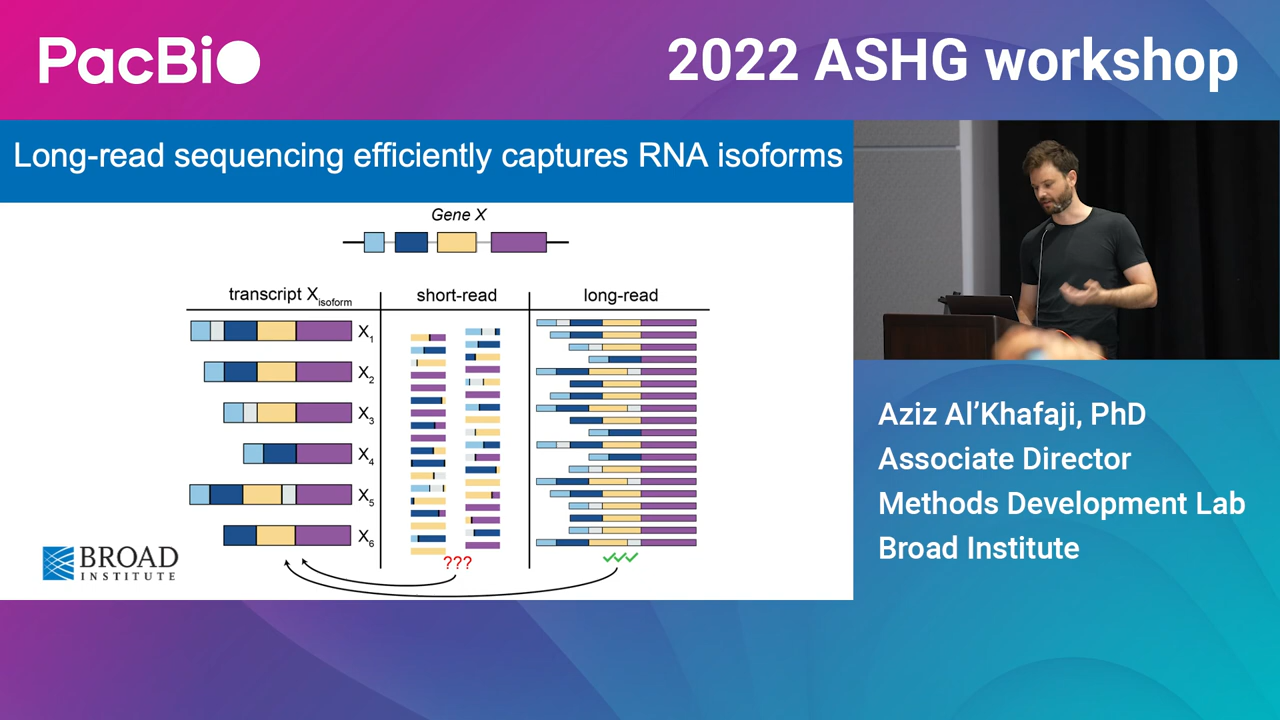 PacBio
2022 ASHG workshop
Long-read sequencing efficiently captures RNA isoforms
Gene X
transcript Xisoform
short-read
long-read
X1
X2
X3
X4
X5
X6
???
BROAD
INSTITUTE
Aziz Al’Khafaji, PhD
Associate Director
Methods Development Lab
Broad Institute